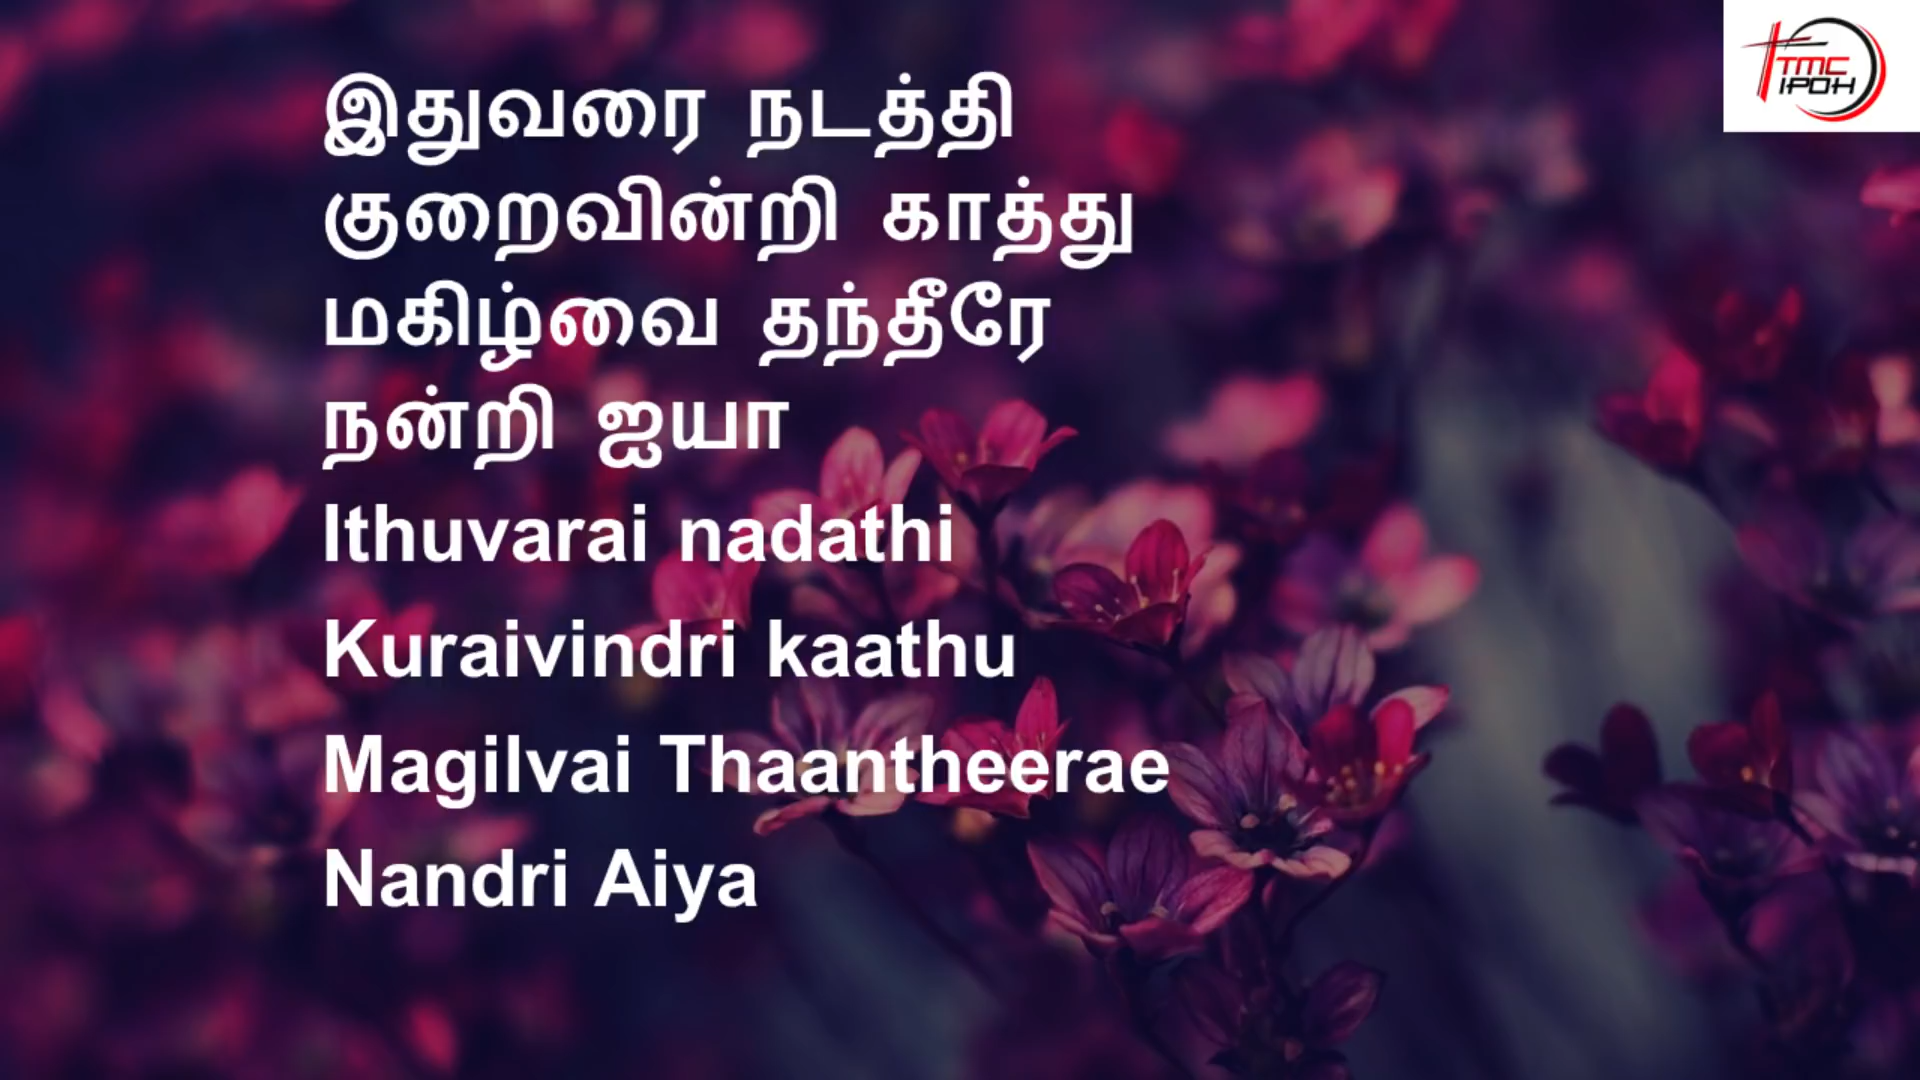 இதுவரை நடத்தி
குறைவின்றி காத்து
மகிழ்வை தந்தீரே
நன்றி ஐயா
Ithuvarai nadathi
Kuraivindri kaathu
Magilvai Thaantheerae
Nandri Aiya
TMC
IPOH